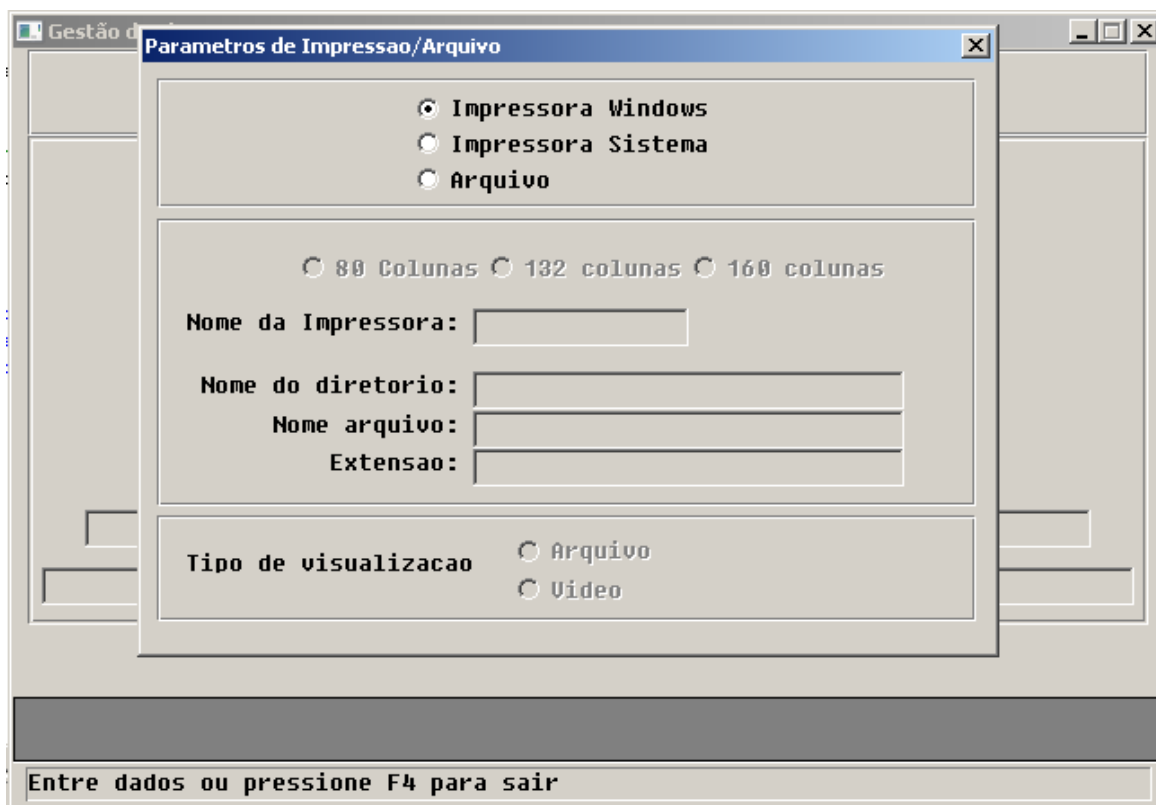 Gestão d
Parametros de Impressao/Arquivo
Impressora Windows
Impressora Sistema
Arquivo
80 Colunas 132 colunas 160 colunas
Nome da Impressora:
Nome do diretorio:
Nome arquivo:
Extensao:
Tipo de visualizacao
Arquivo
Video
Entre dados ou pressione F4 para sair